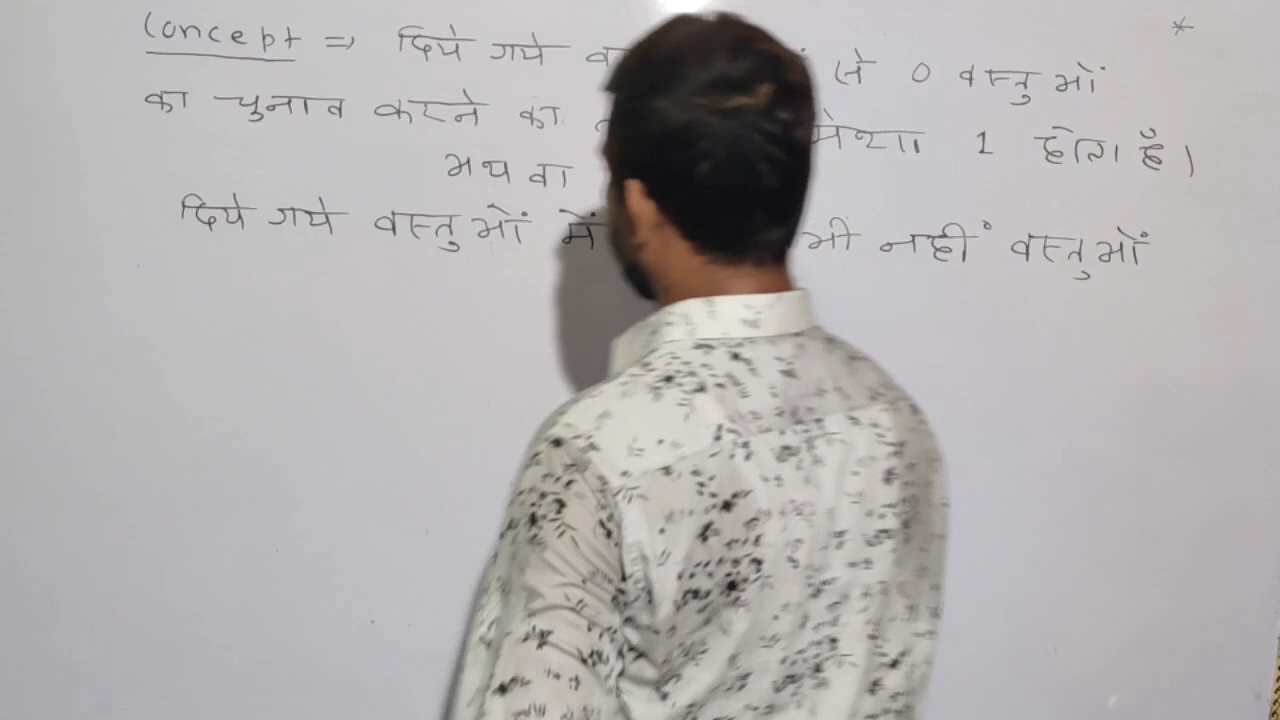 Concept ⇒ दिये गये से 0 वस्तुओं *
का चुनाव करने का 1 होता है।
अथवा
दिये गये वस्तुओं में भी नहीं वस्तुओं